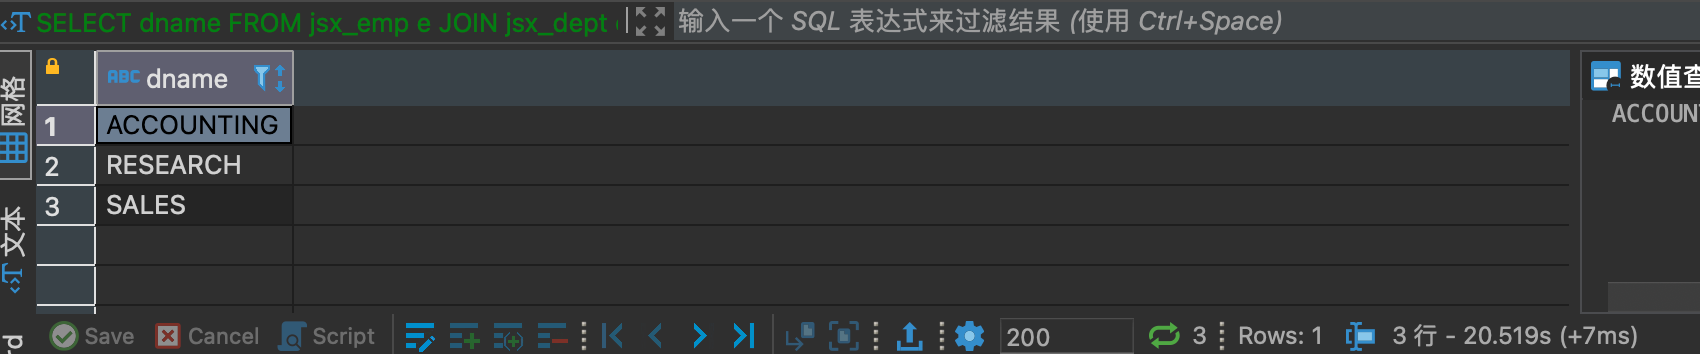 SELECT dname FROM jsx_emp e JOIN jsx_dept 输入一个 SQL 表达式来过滤结果 (使用 Ctrl+Space)
网格
ABC dname
数值查
1 ACCOUNTING
ACCOUN
2 RESEARCH
3 SALES
文本
Save Cancel Script 200 3 Rows: 1 3 行 - 20.519s (+7ms)